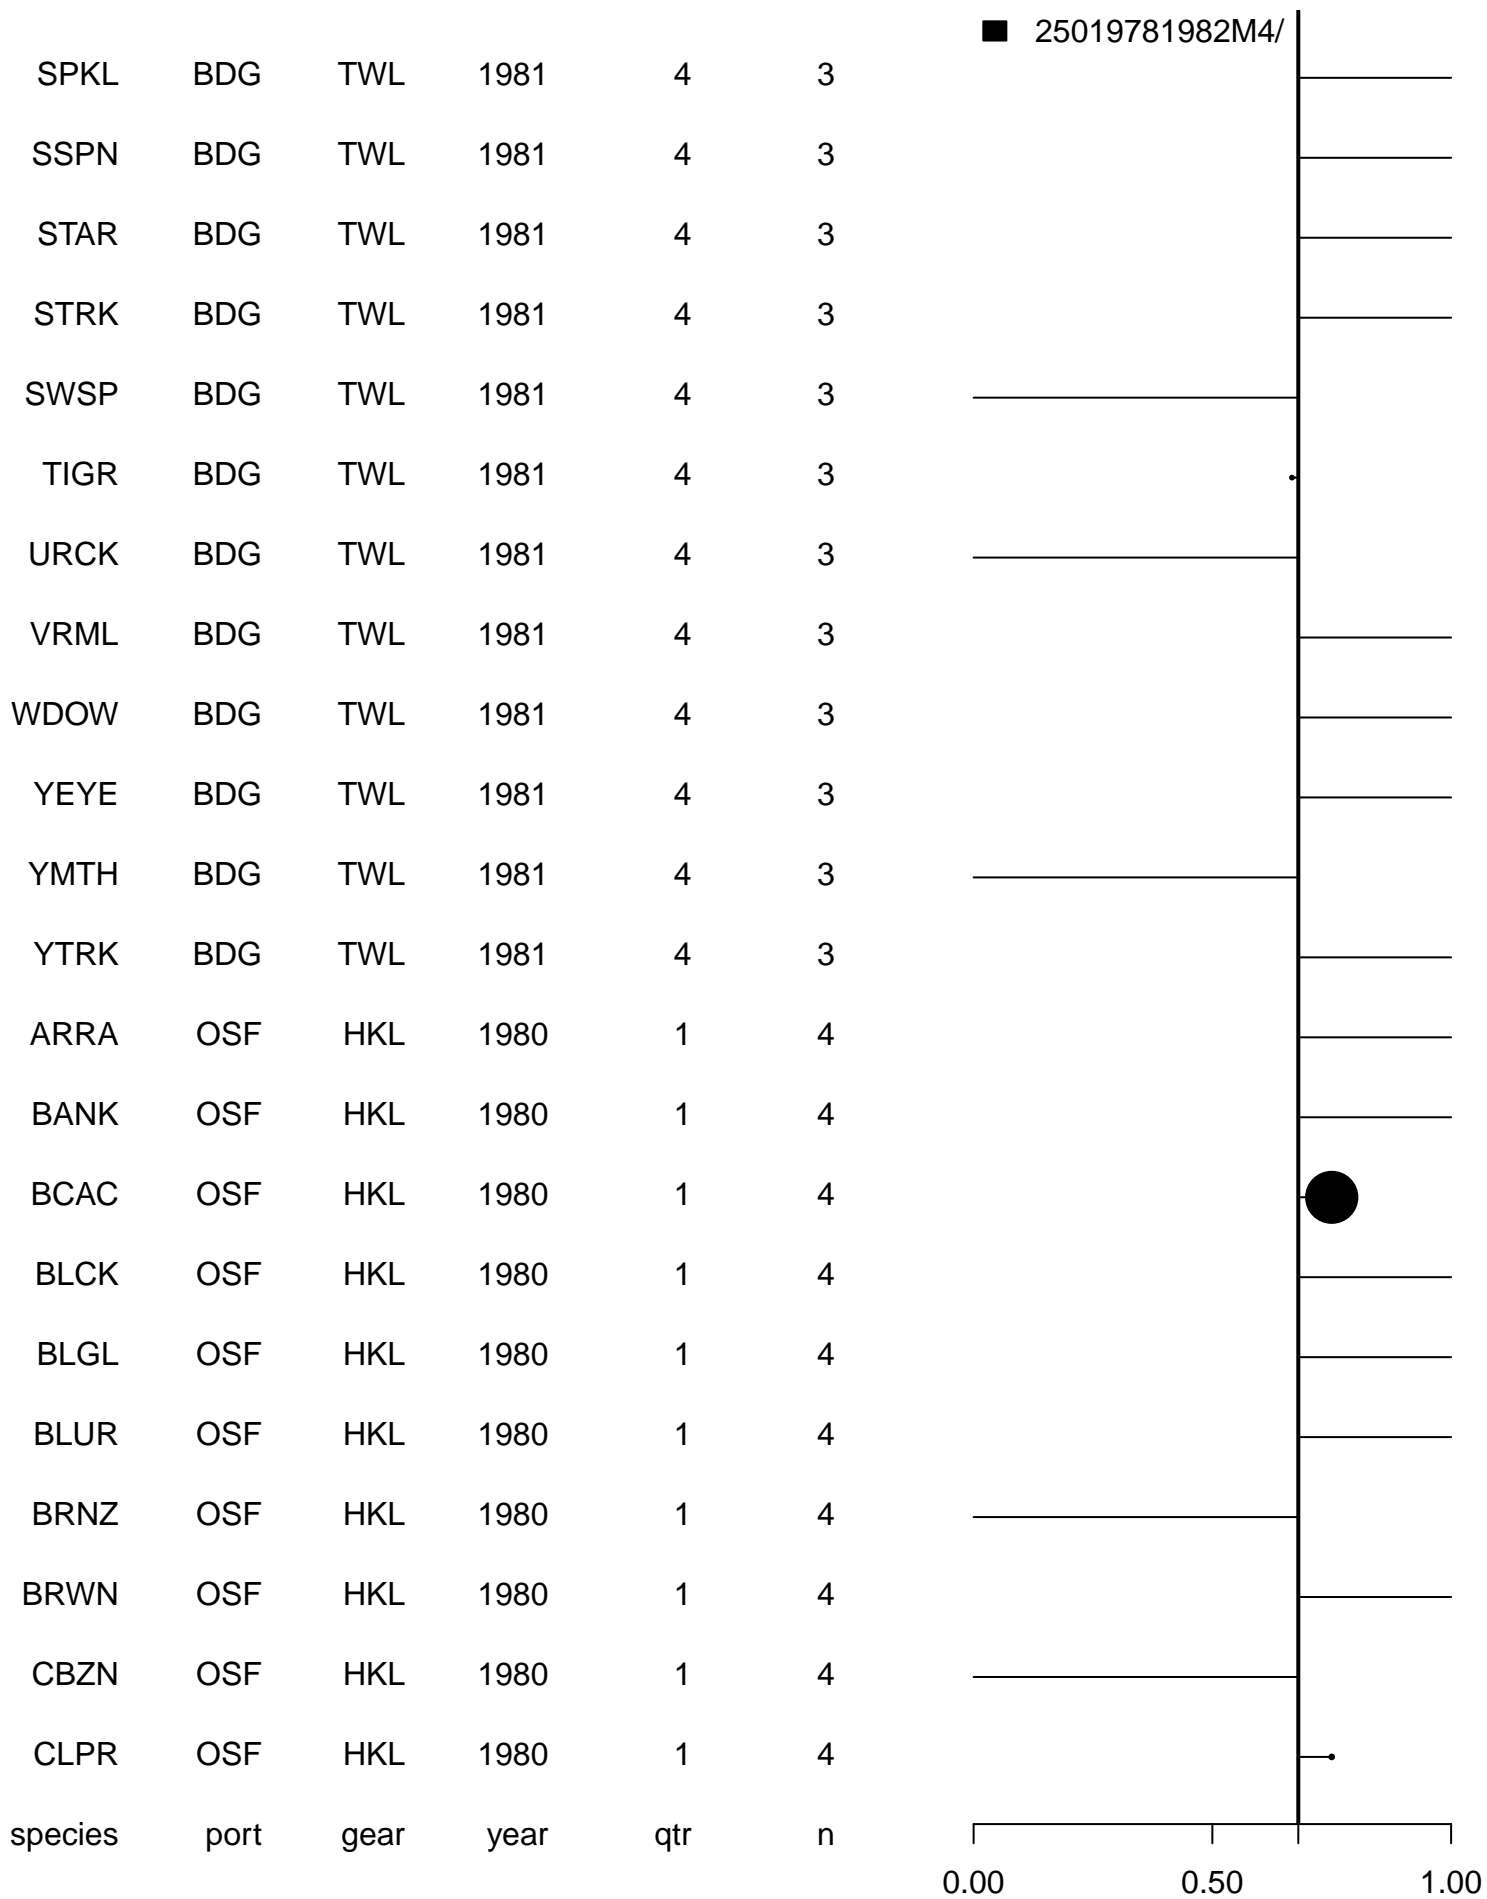 25019781982M4/
SPKL BDG TWL 1981 4 3
SSPN BDG TWL 1981 4 3
STAR BDG TWL 1981 4 3
STRK BDG TWL 1981 4 3
SWSP BDG TWL 1981 4 3
TIGR BDG TWL 1981 4 3
URCK BDG TWL 1981 4 3
VRML BDG TWL 1981 4 3
WDOW BDG TWL 1981 4 3
YEYE BDG TWL 1981 4 3
YMTH BDG TWL 1981 4 3
YTRK BDG TWL 1981 4 3
ARRA OSF HKL 1980 1 4
BANK OSF HKL 1980 1 4
BCAC OSF HKL 1980 1 4
BLCK OSF HKL 1980 1 4
BLGL OSF HKL 1980 1 4
BLUR OSF HKL 1980 1 4
BRNZ OSF HKL 1980 1 4
BRWN OSF HKL 1980 1 4
CBZN OSF HKL 1980 1 4
CLPR OSF HKL 1980 1 4
species port gear year qtr n
0.00 0.50 1.00